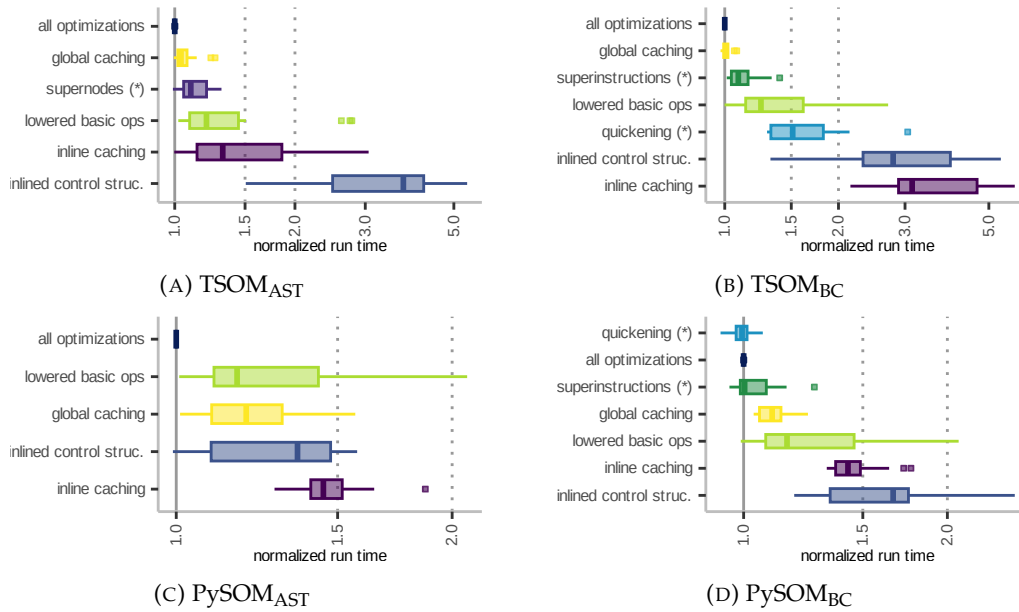 all optimizations
global caching
supernodes (*)
lowered basic ops
inline caching
inlined control struc.
1.0
1.5
2.0
3.0
5.0
normalized run time
(A) TSOMAST
all optimizations
global caching
superinstructions (*)
lowered basic ops
quickening (*)
inlined control struc.
inline caching
1.0
1.5
2.0
3.0
5.0
normalized run time
(B) TSOMBC
all optimizations
lowered basic ops
global caching
inlined control struc.
inline caching
1.0
1.5
2.0
normalized run time
(C) PySOMAST
quickening (*)
all optimizations
superinstructions (*)
global caching
lowered basic ops
inline caching
inlined control struc.
1.0
1.5
2.0
normalized run time
(D) PySOMBC